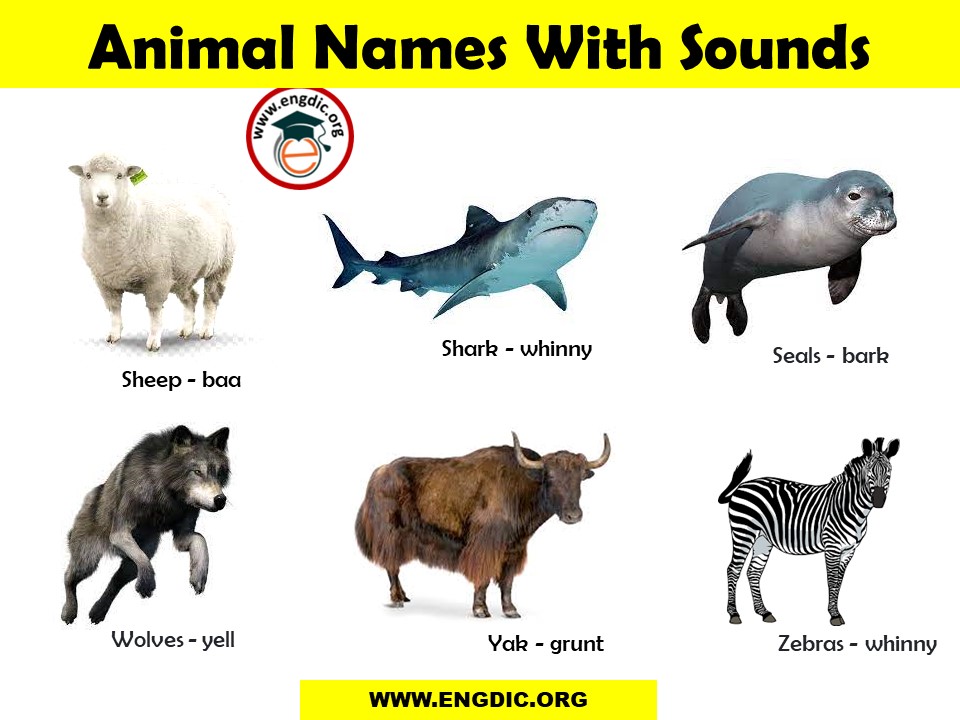 Animal Names With Sounds
www.engdic.org
e
Shark - whinny
Seals - bark
Sheep - baa
Wolves - yell
Yak - grunt
Zebras - whinny
WWW.ENGDIC.ORG